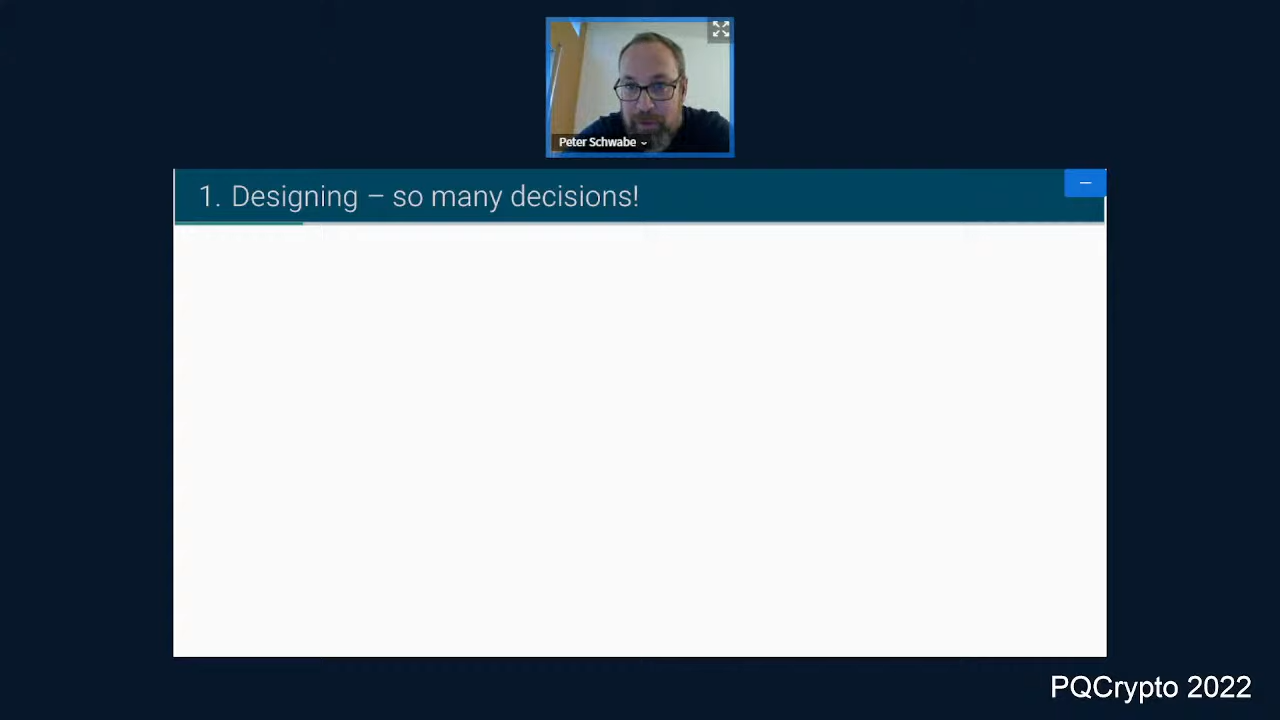 Peter Schwabe
1. Designing – so many decisions!
PQCrypto 2022